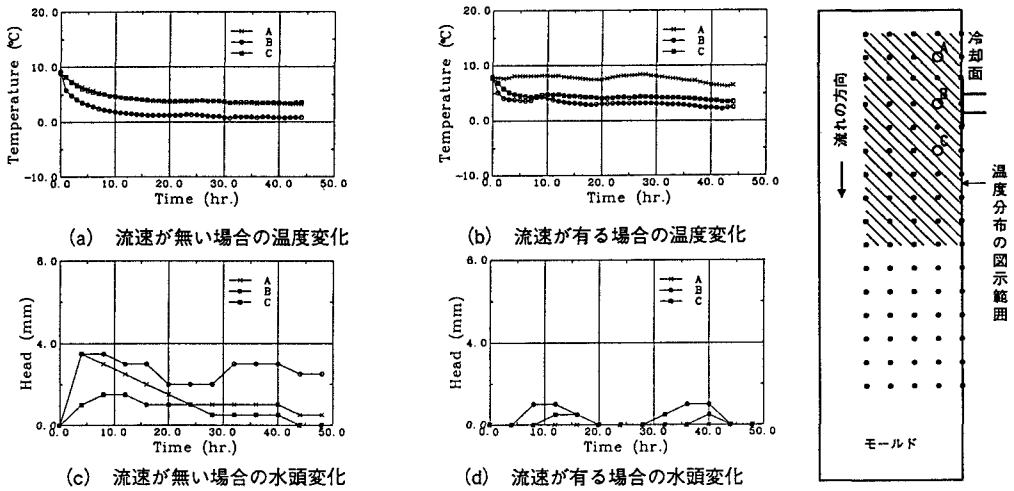 20.0
10.0
0.0
-10.0
Temperature (℃)
A
B
C
0.0 10.0 20.0 30.0 40.0 50.0
Time (hr.)
(a) 流速が無い場合の温度変化
20.0
10.0
0.0
-10.0
Temperature (℃)
A
B
C
0.0 10.0 20.0 30.0 40.0 50.0
Time (hr.)
(b) 流速が有る場合の温度変化
8.0
4.0
0.0
Head (mm)
A
B
C
0.0 10.0 20.0 30.0 40.0 50.0
Time (hr.)
(c) 流速が無い場合の水頭変化
8.0
4.0
0.0
Head (mm)
A
B
C
0.0 10.0 20.0 30.0 40.0 50.0
Time (hr.)
(d) 流速が有る場合の水頭変化
流れの方向
A
B
C
冷却面
温度分布の図示範囲
モールド